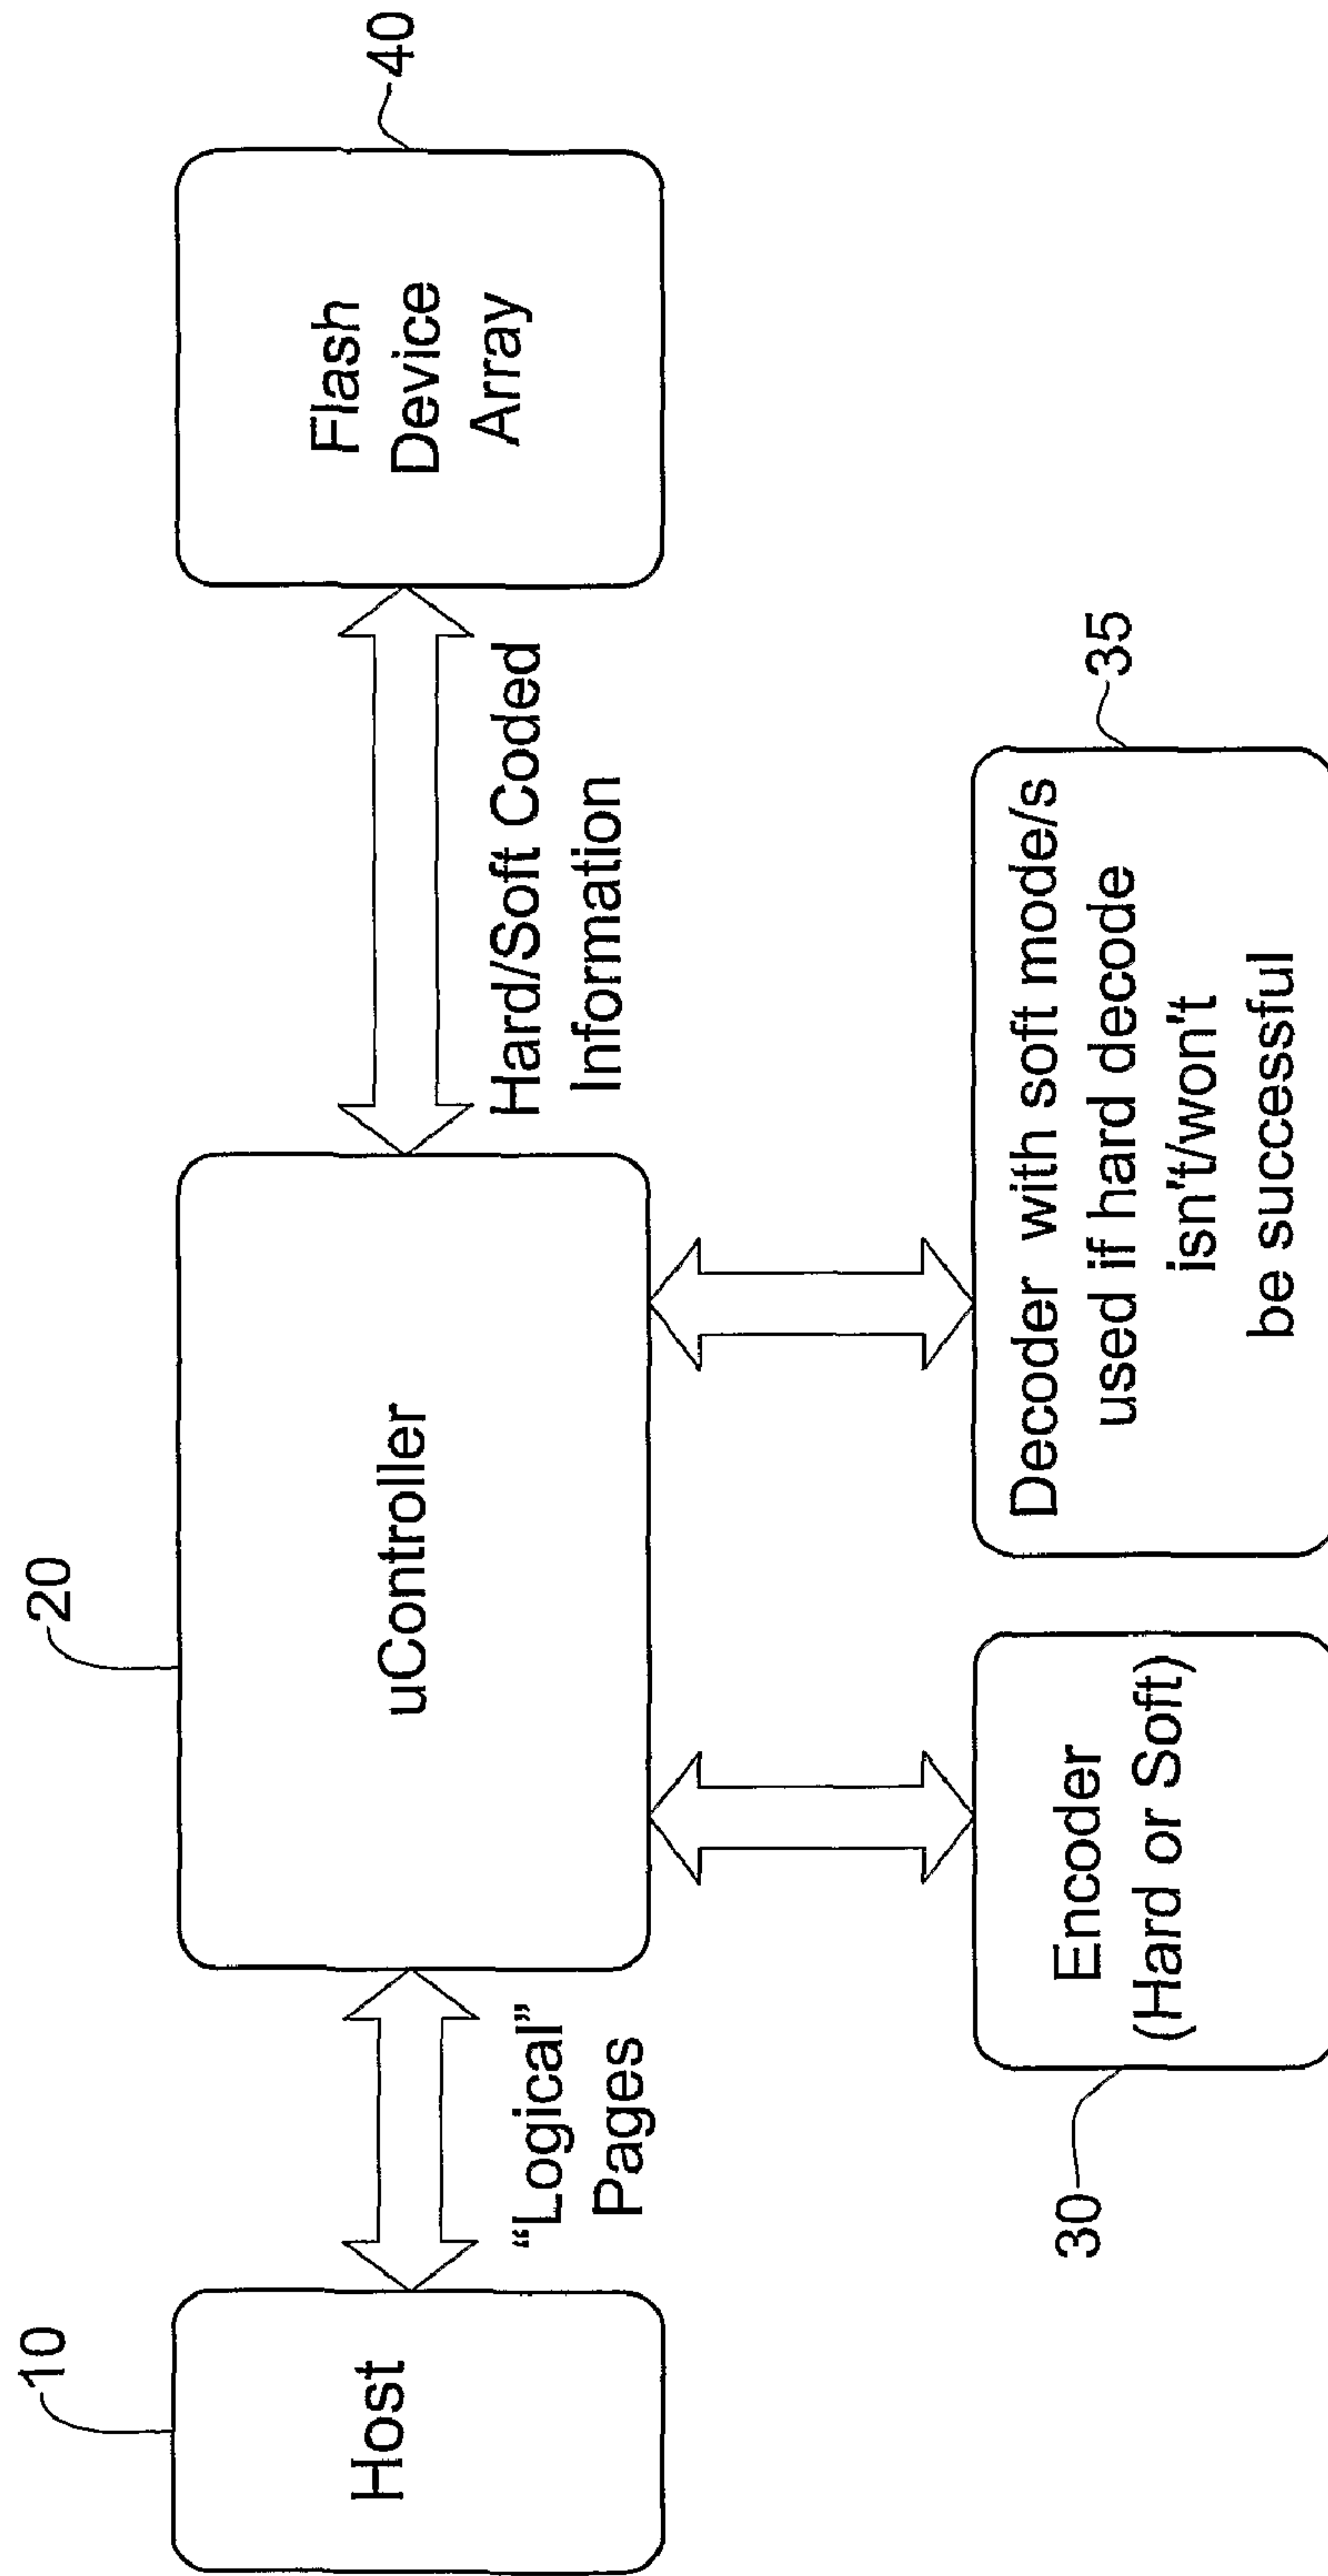 10
Host
“Logical”
Pages
20
uController
Hard/Soft Coded
Information
40
Flash
Device
Array
30
Encoder
(Hard or Soft)
35
Decoder with soft mode/s
used if hard decode
isn't/won't
be successful